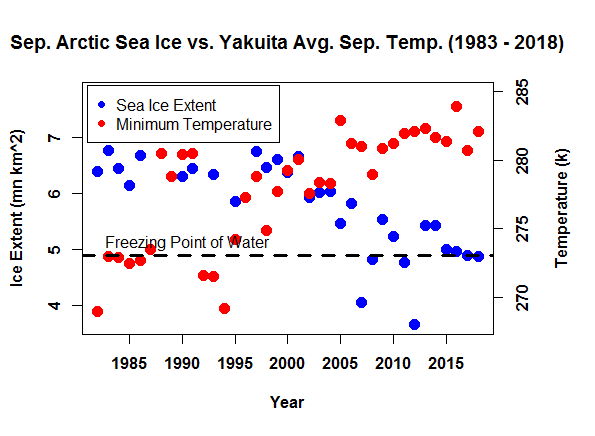 Sep. Arctic Sea Ice vs. Yakuita Avg. Sep. Temp. (1983 - 2018)
Sea Ice Extent
Minimum Temperature
Freezing Point of Water
Ice Extent (mn km^2)
4
5
6
7
Temperature (k)
270
275
280
285
1985 1990 1995 2000 2005 2010 2015
Year